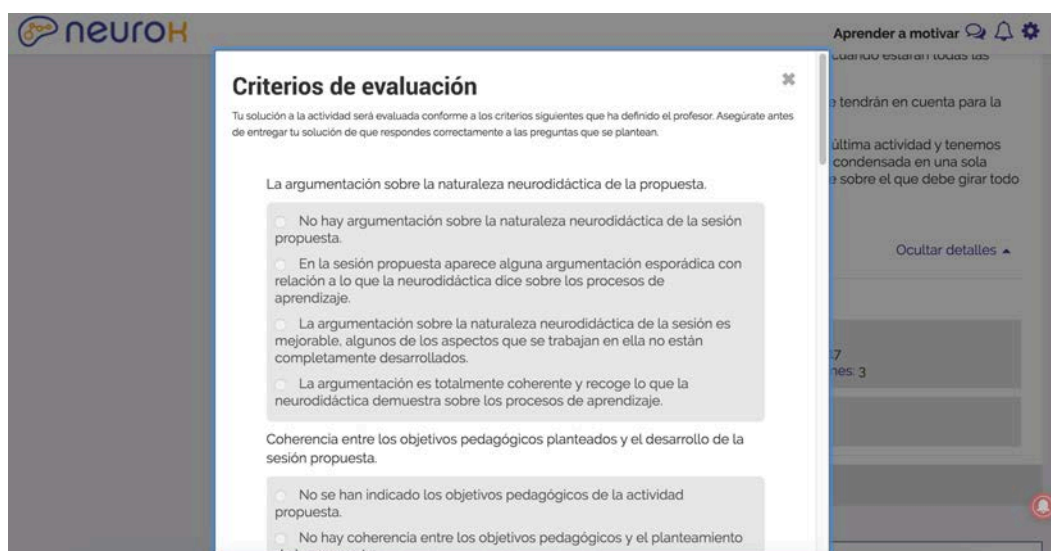 neuroK
Aprender a motivar
Criterios de evaluación
Tu solución a la actividad será evaluada conforme a los criterios siguientes que ha definido el profesor. Asegúrate antes
de entregar tu solución de que respondes correctamente a las preguntas que se plantean.
La argumentación sobre la naturaleza neurodidáctica de la propuesta.
No hay argumentación sobre la naturaleza neurodidáctica de la sesión
propuesta.
En la sesión propuesta aparece alguna argumentación esporádica con
relación a lo que la neurodidáctica dice sobre los procesos de
aprendizaje.
La argumentación sobre la naturaleza neurodidáctica de la sesión es
mejorable, algunos de los aspectos que se trabajan en ella no están
completamente desarrollados.
La argumentación es totalmente coherente y recoge lo que la
neurodidáctica demuestra sobre los procesos de aprendizaje.
Coherencia entre los objetivos pedagógicos planteados y el desarrollo de la
sesión propuesta.
No se han indicado los objetivos pedagógicos de la actividad
propuesta.
No hay coherencia entre los objetivos pedagógicos y el planteamiento
cuando estarán todas las
e tendrán en cuenta para la
última actividad y tenemos
condensada en una sola
sobre el que debe girar todo
Ocultar detalles
17
nes: 3